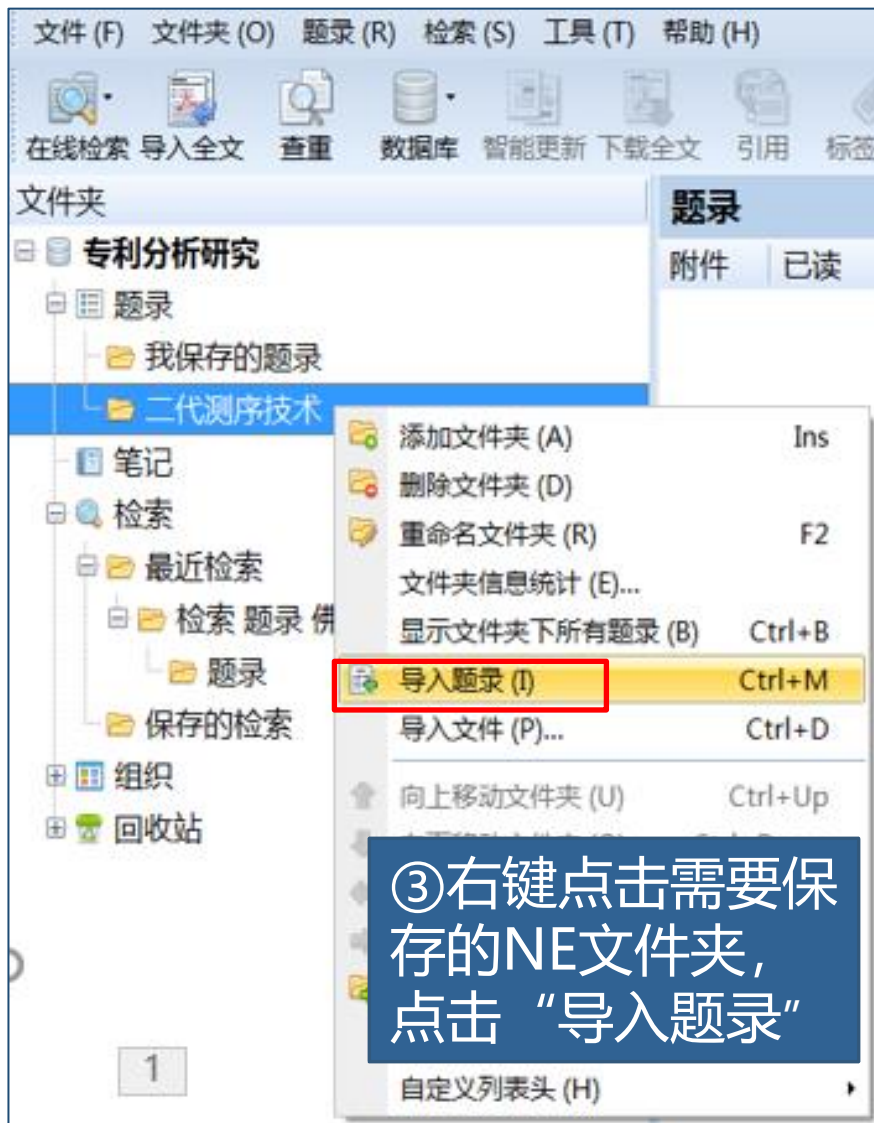 文件 (F) 文件夹 (O) 题录 (R) 检索 (S) 工具 (T) 帮助 (H)
在线检索 导入全文 查重 数据库 智能更新 下载全文 引用 标签
文件夹
题录
专利分析研究
附件 已读
题录
我保存的题录
二代测序技术
笔记
检索
最近检索
检索 题录 佛
题录
保存的检索
组织
回收站
添加文件夹 (A) Ins
删除文件夹 (D)
重命名文件夹 (R) F2
文件夹信息统计 (E)...
显示文件夹下所有题录 (B) Ctrl+B
导入题录 (I) Ctrl+M
导入文件 (P)... Ctrl+D
向上移动文件夹 (U) Ctrl+Up
③右键点击需要保
存的NE文件夹，
点击“导入题录”
1
自定义列表头 (H)